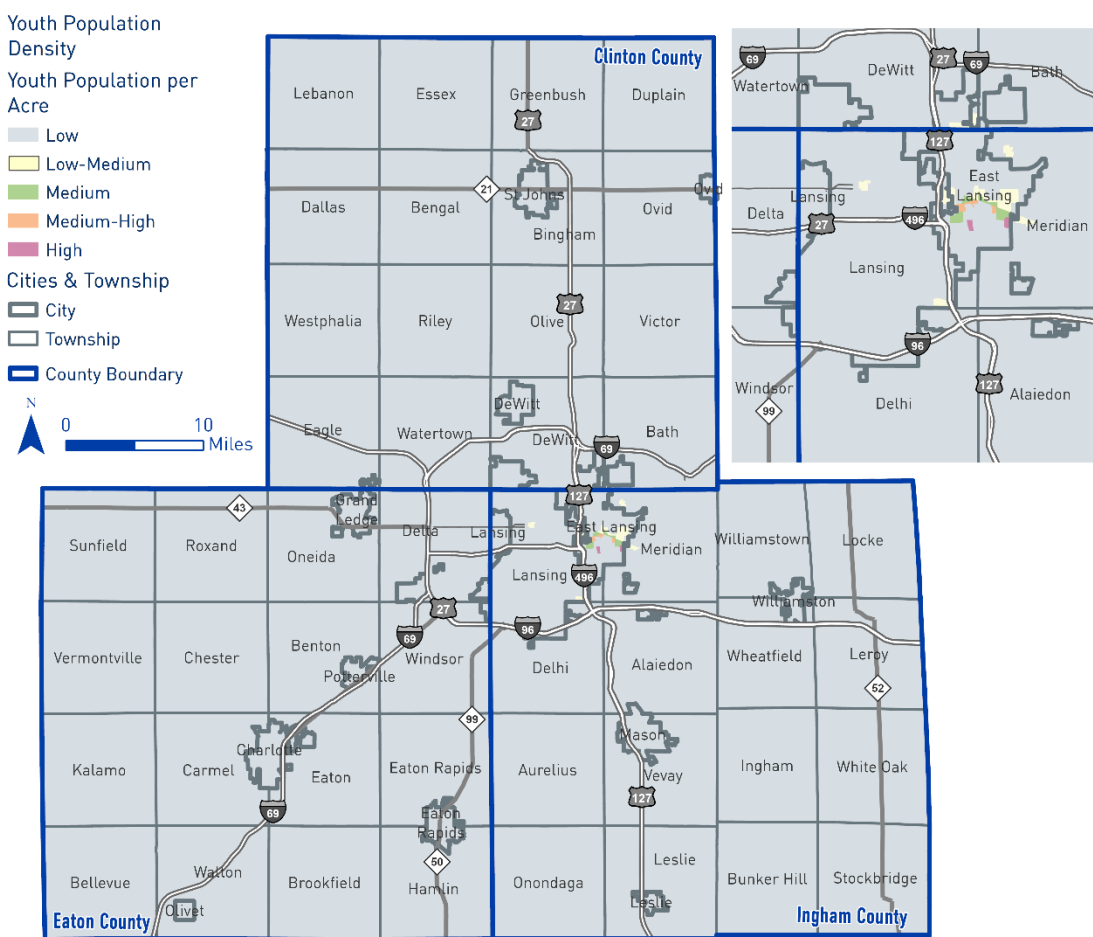 Youth Population
Density
Youth Population per
Acre
Low
Low-Medium
Medium
Medium-High
High
Cities & Township
City
Township
County Boundary
N
0 10
Miles
Clinton County
Lebanon Essex Greenbush Duplain
27
21 St Johns Ovid
Dallas Bengal Ovid
Bingham
27
Westphalia Riley Olive Victor
DeWitt
Eagle Watertown DeWitt Bath
69
127
Grand
Ledge
43 Delta Lansing East Lansing
Sunfield Roxand Oneida Meridian Williamstown Locke
Lansing 496
27 Williamston
69 96
Benton
Vermontville Chester Windsor Delhi Alaiedon Wheatfield Leroy
Potterville
52
99
Charlotte Mason
Kalamo Carmel Eaton Eaton Rapids Aurelius Vevay Ingham White Oak
127
69
Eaton
Rapids
50
Leslie
Bellevue Walton Brookfield Hamlin Onondaga Bunker Hill Stockbridge
Olivet Leslie
Eaton County Ingham County
69 27 69
DeWitt Bath
Watertown
127
East
Lansing
Lansing
Delta 27 496 Meridian
Lansing
96
Windsor 127
99 Delhi Alaiedon